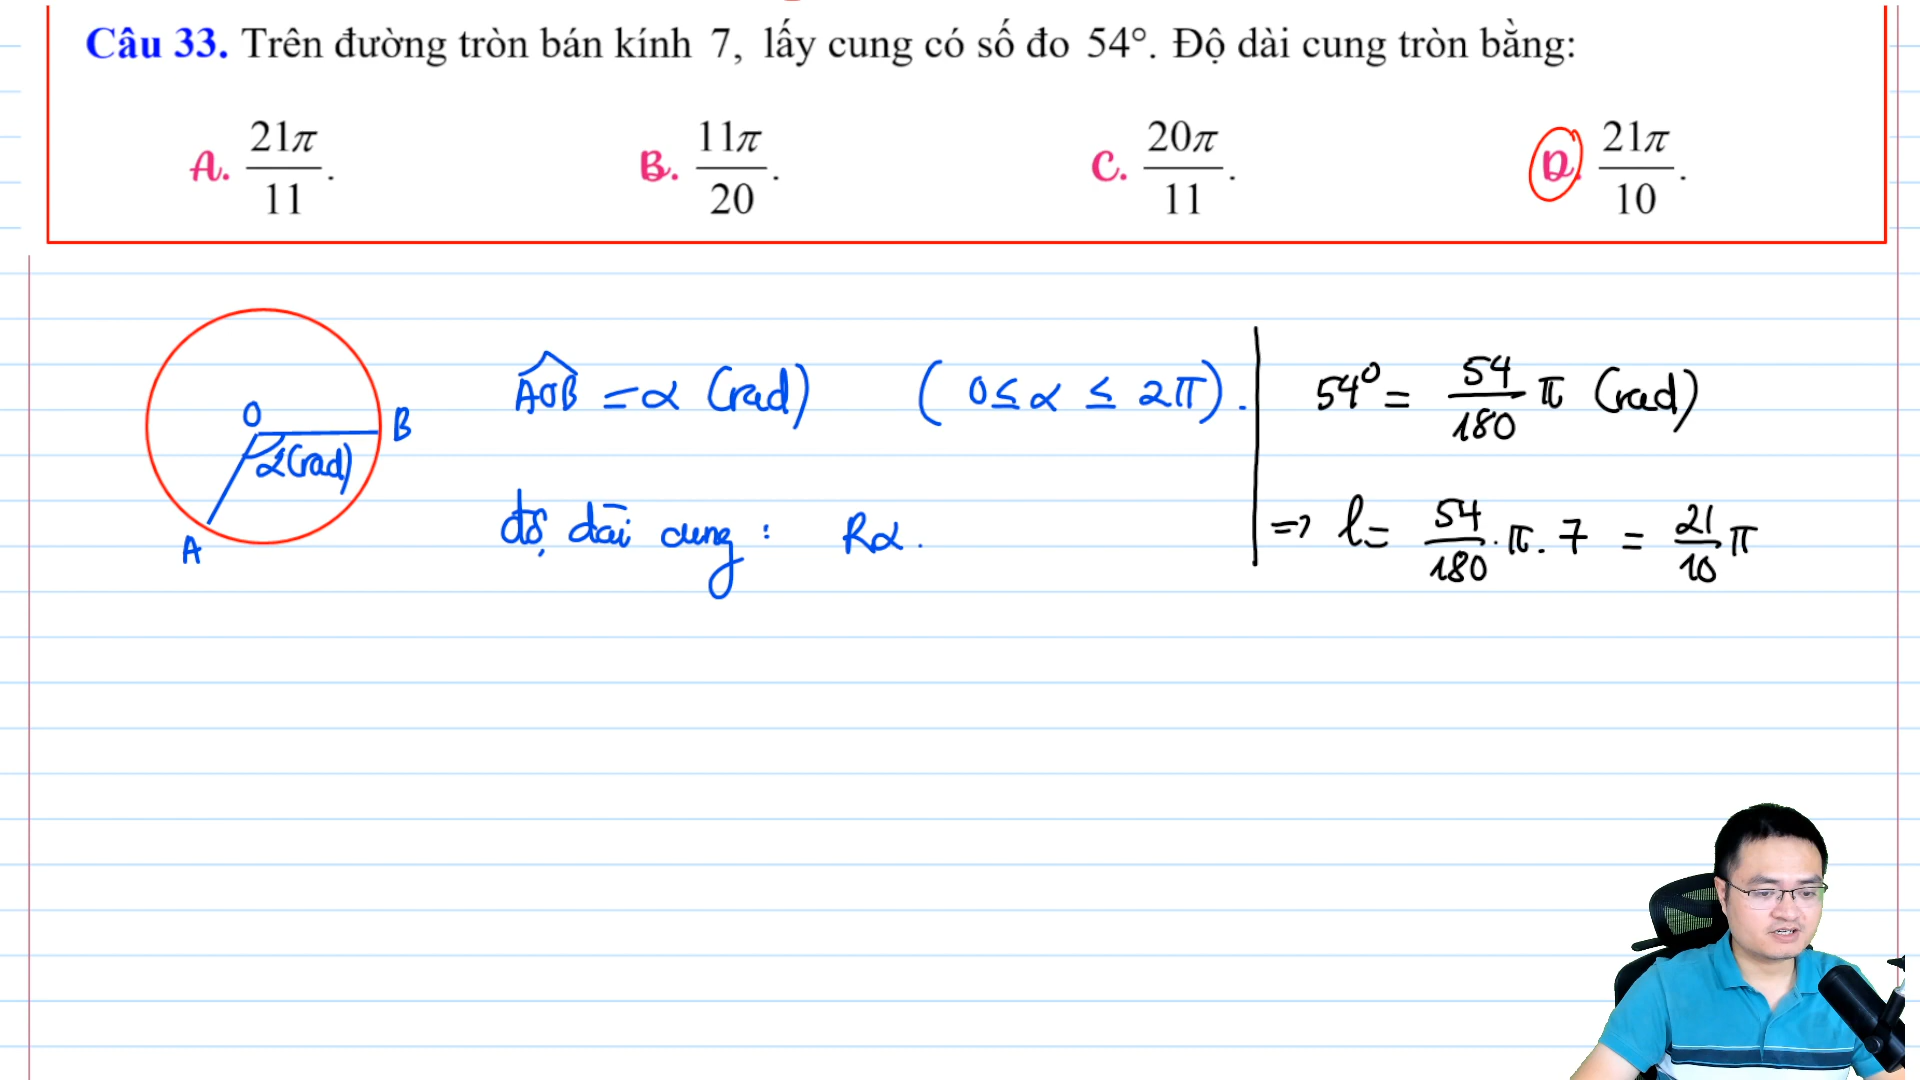 Câu 33. Trên đường tròn bán kính 7, lấy cung có số đo 54°. Độ dài cung tròn bằng:
A. 21π/11. B. 11π/20. C. 20π/11. D. 21π/10.
O B α(rad) A
AOB = α (rad) (0 ≤ α ≤ 2π).
độ dài cung: Rα.
54° = 54/180 π (rad)
=> l = 54/180 . π . 7 = 21/10 π